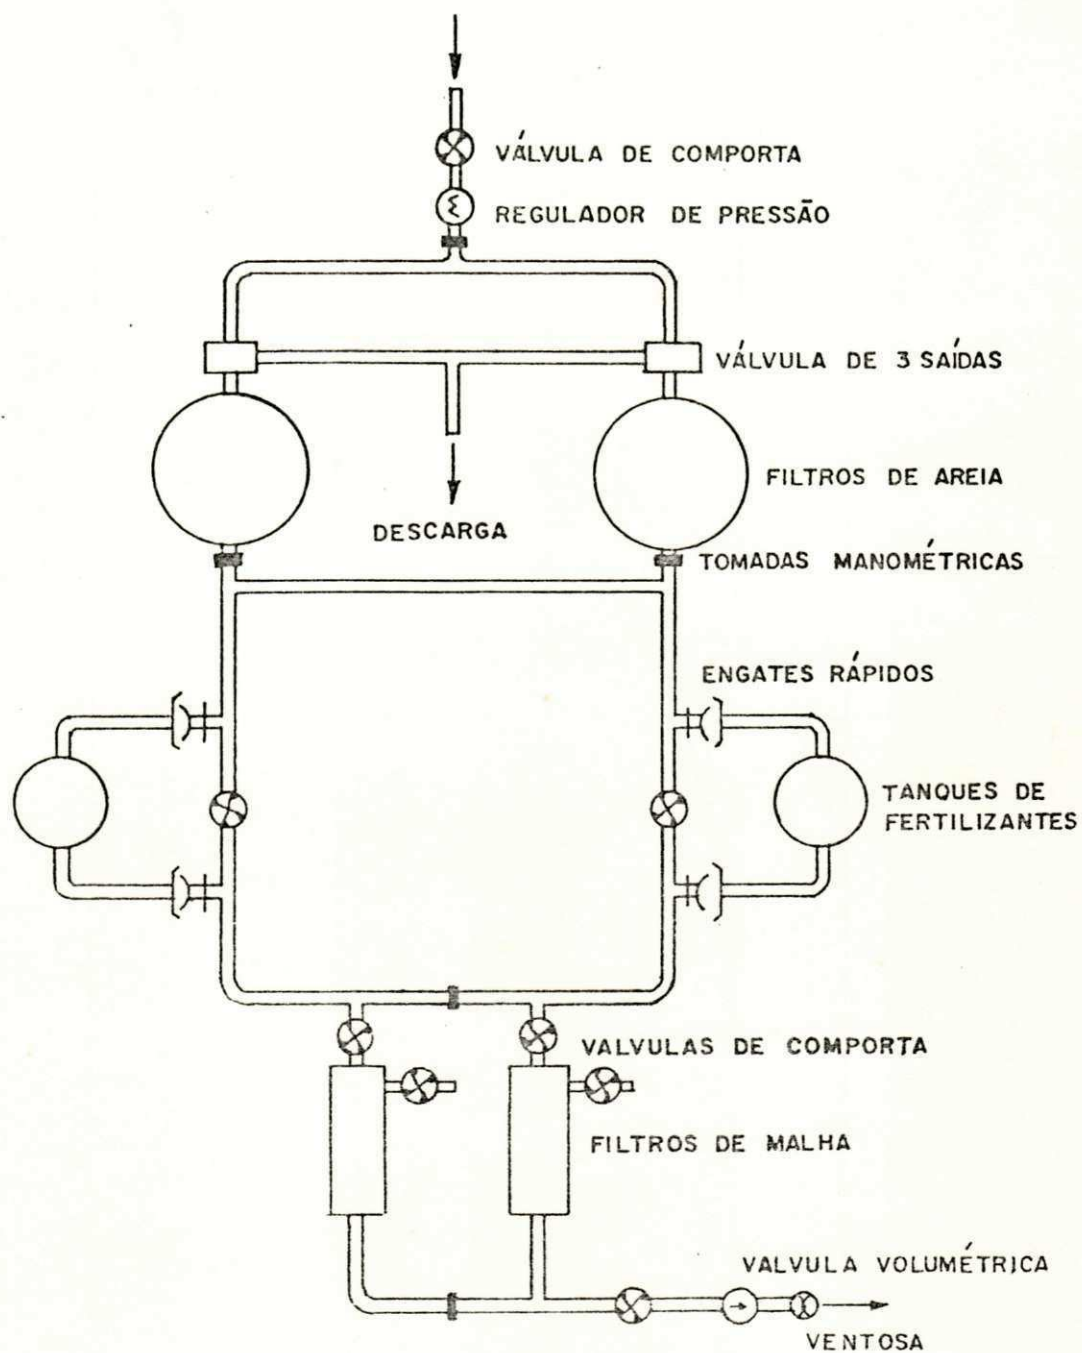 VÁLVULA DE COMPORTA
REGULADOR DE PRESSÃO
VÁLVULA DE 3 SAÍDAS
FILTROS DE AREIA
DESCARGA
TOMADAS MANOMÉTRICAS
ENGATES RÁPIDOS
TANQUES DE
FERTILIZANTES
VALVULAS DE COMPORTA
FILTROS DE MALHA
VALVULA VOLUMÉTRICA
VENTOSA